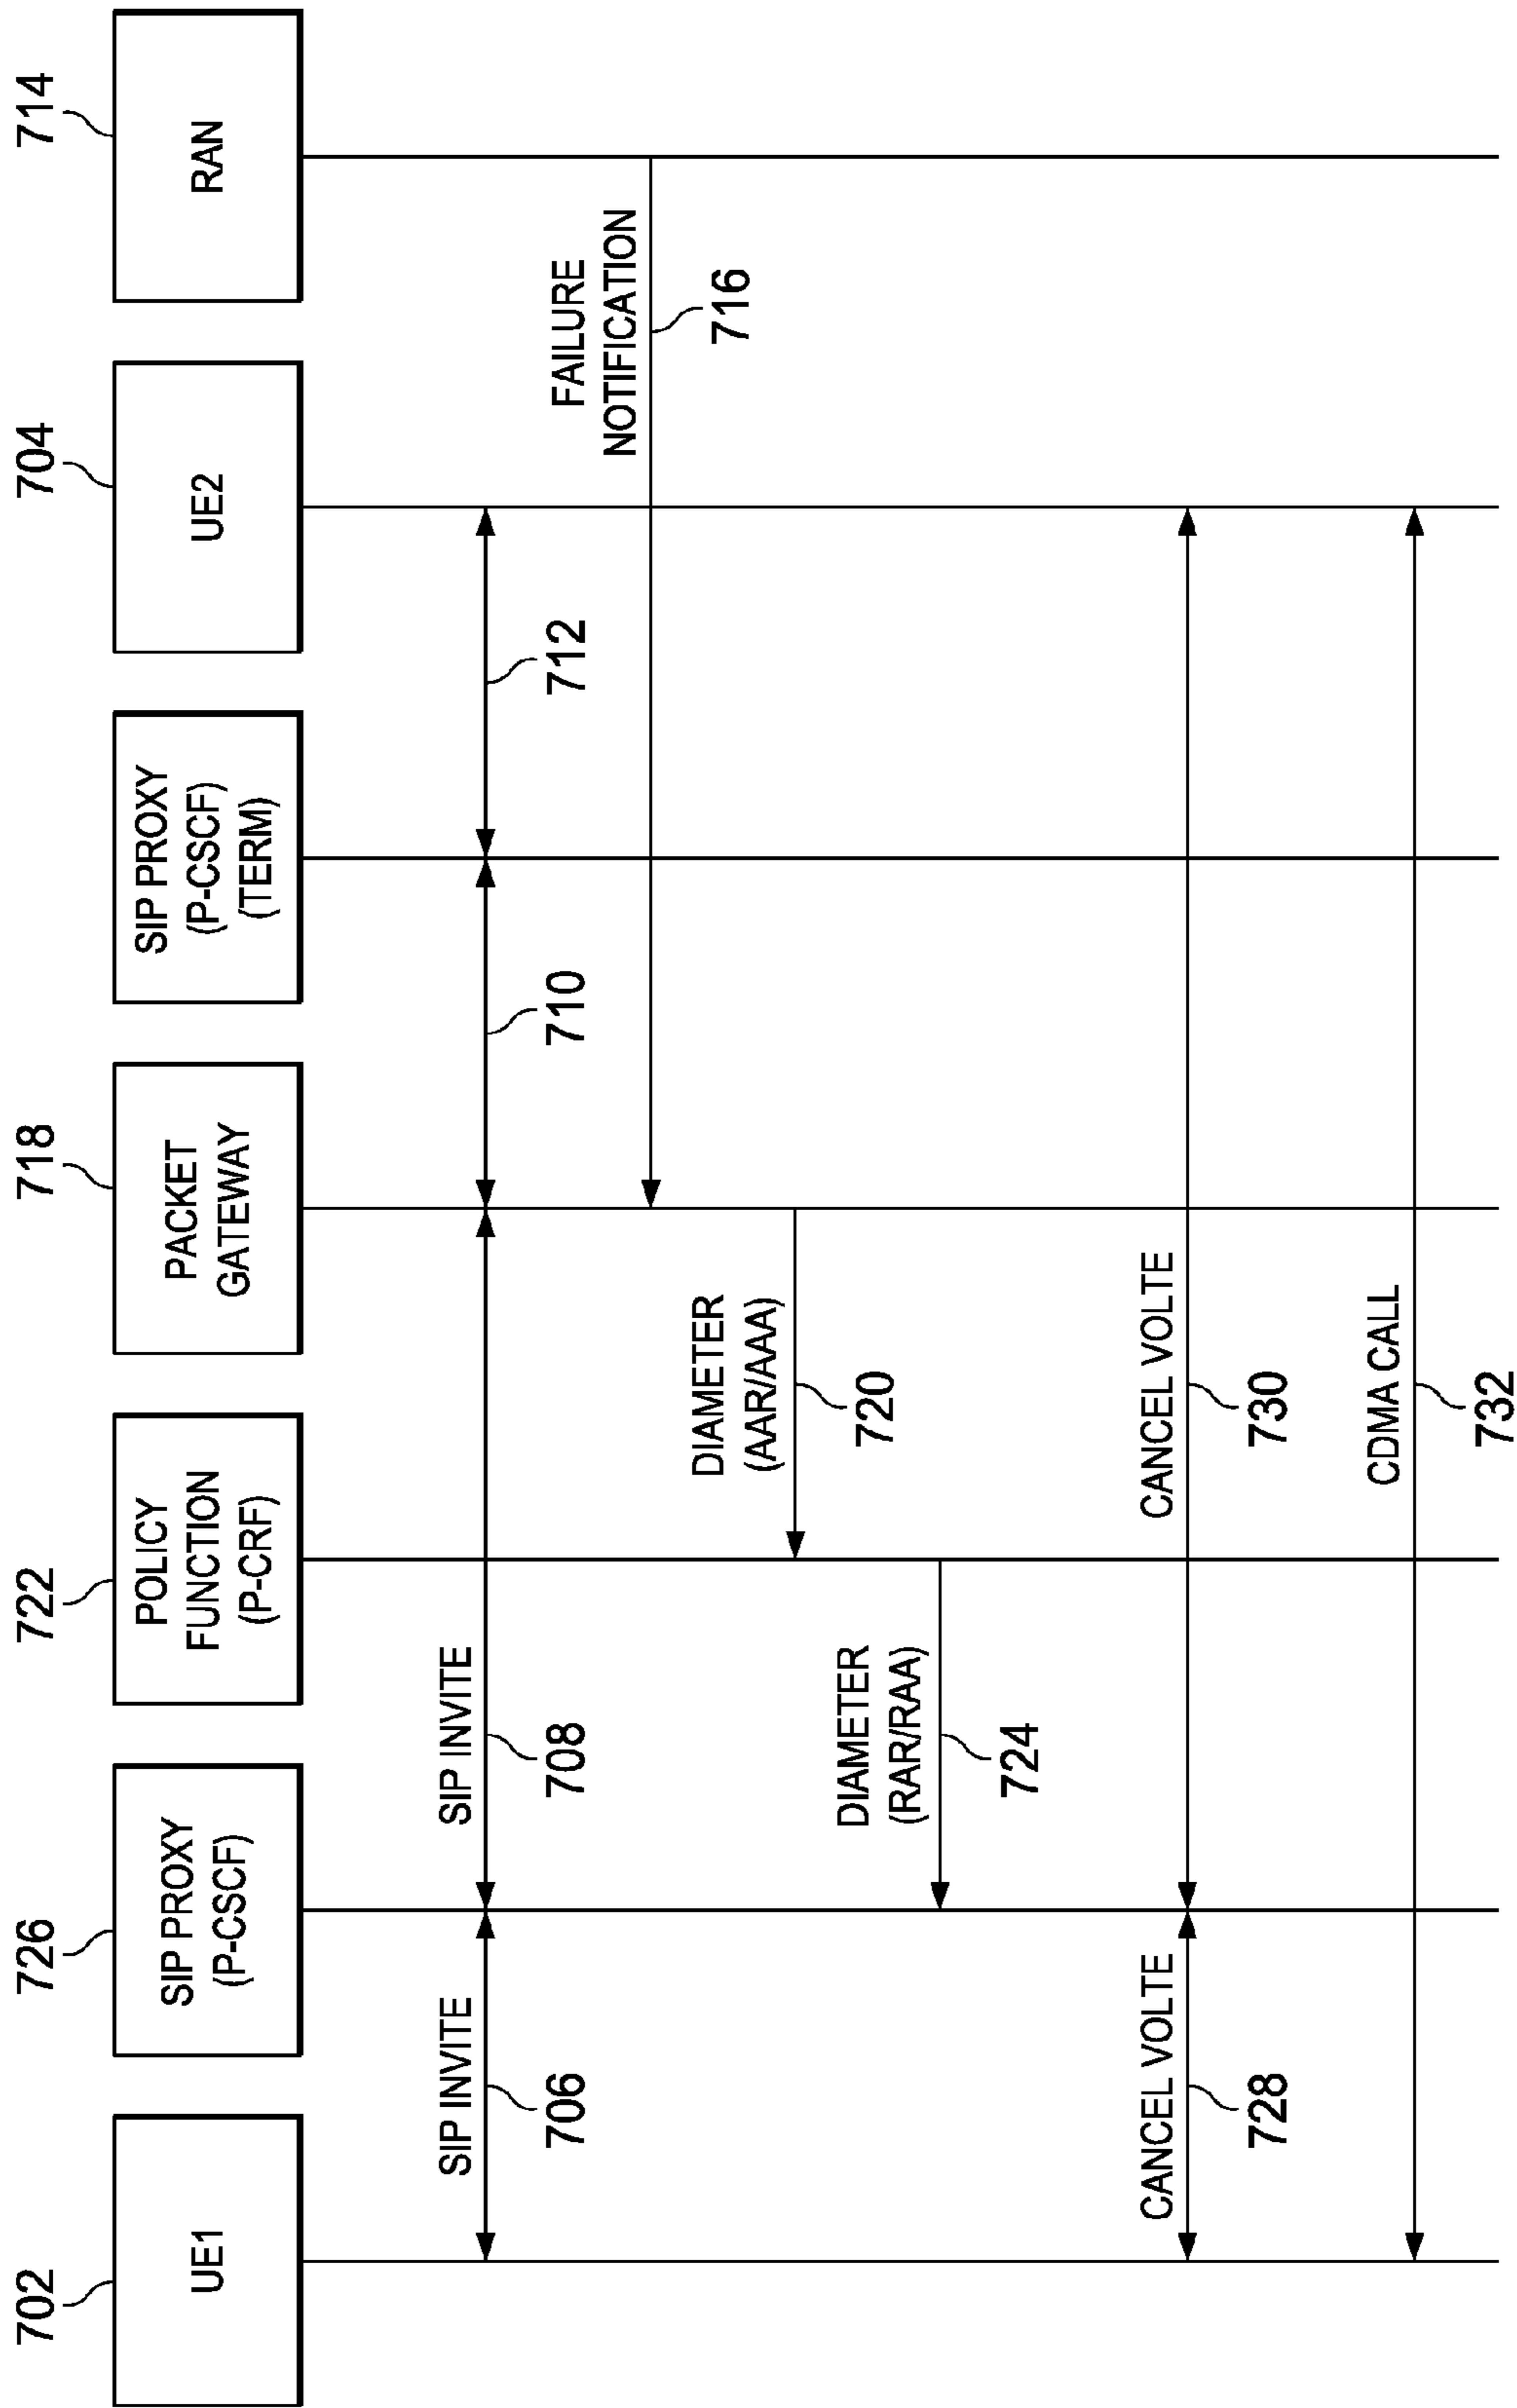 702
726
722
718
704
714
UE1
SIP PROXY
(P-CSCF)
POLICY
FUNCTION
(P-CRF)
PACKET
GATEWAY
SIP PROXY
(P-CSCF)
(TERM)
UE2
RAN
SIP INVITE
706
SIP INVITE
708
710
712
FAILURE
NOTIFICATION
716
DIAMETER
(AAR/AAA)
720
DIAMETER
(RAR/RAA)
724
CANCEL VOLTE
728
CANCEL VOLTE
730
CDMA CALL
732